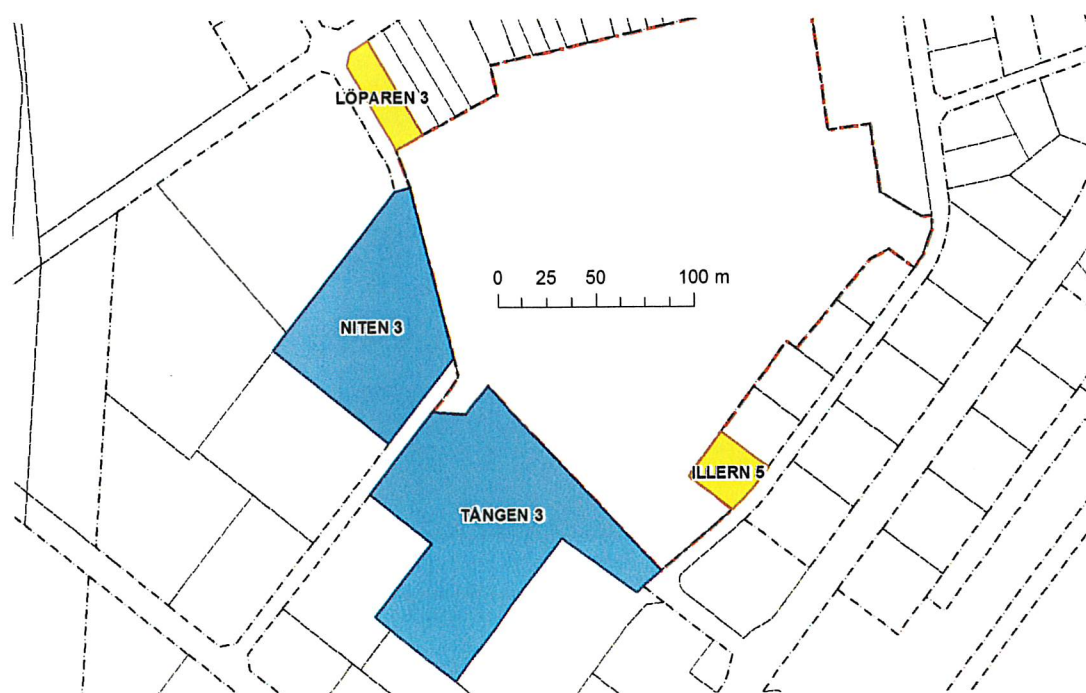 LÖPAREN 3
0 25 50 100 m
NITEN 3
ILLERN 5
TÅNGEN 3